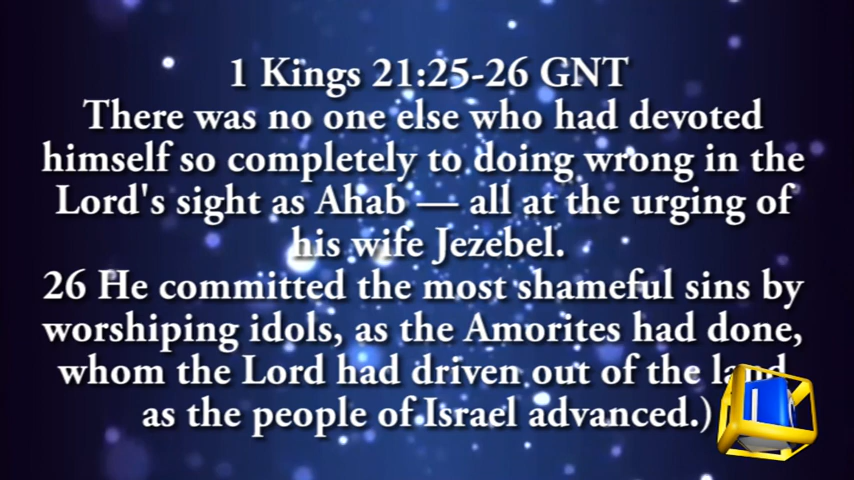 1 Kings 21:25-26 GNT
There was no one else who had devoted
himself so completely to doing wrong in the
Lord's sight as Ahab — all at the urging of
his wife Jezebel.
26 He committed the most shameful sins by
worshiping idols, as the Amorites had done,
whom the Lord had driven out of the land
as the people of Israel advanced.)